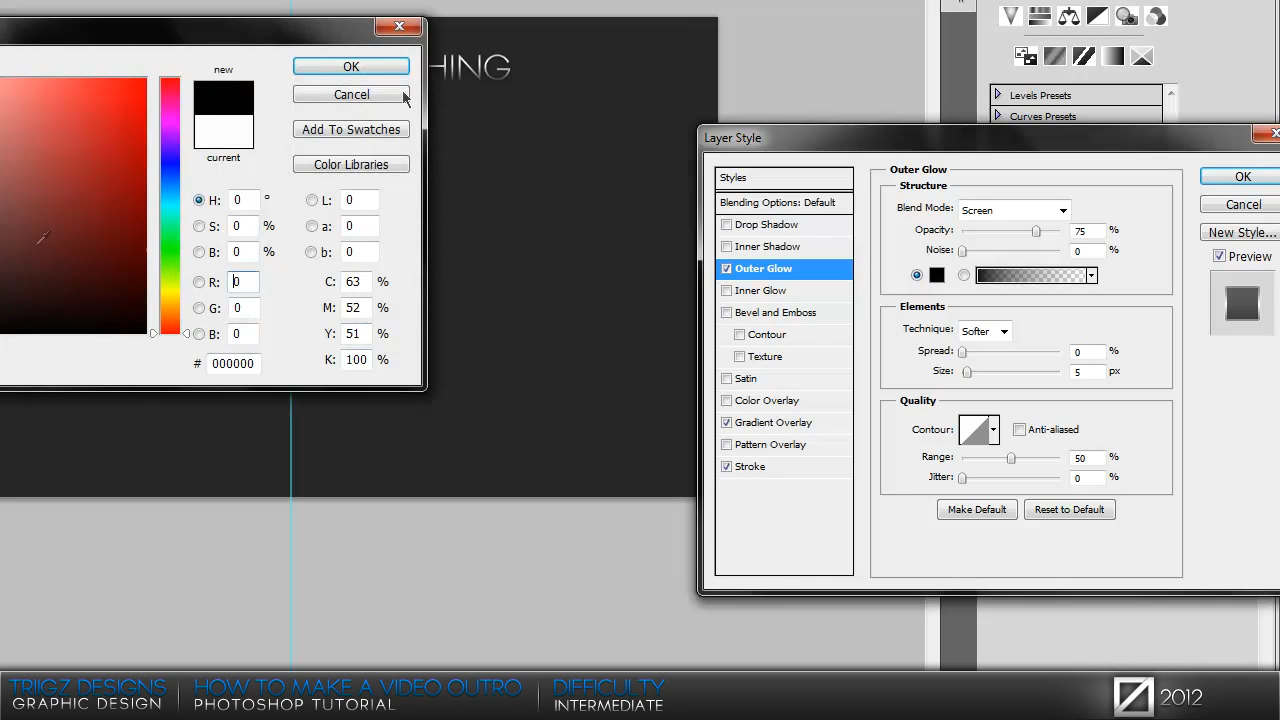 new
OK
Cancel
Add To Swatches
Color Libraries
current
H: 0 °
S: 0 %
B: 0 %
R: 0
G: 0
B: 0
# 000000
L: 0
a: 0
b: 0
C: 63 %
M: 52 %
Y: 51 %
K: 100 %
HING
Levels Presets
Curves Presets
Layer Style
Styles
Blending Options: Default
Drop Shadow
Inner Shadow
Outer Glow
Inner Glow
Bevel and Emboss
Contour
Texture
Satin
Color Overlay
Gradient Overlay
Pattern Overlay
Stroke
Outer Glow
Structure
Blend Mode: Screen
Opacity: 75 %
Noise: 0 %
Elements
Technique: Softer
Spread: 0 %
Size: 5 px
Quality
Contour: Anti-aliased
Range: 50 %
Jitter: 0 %
Make Default Reset to Default
OK
Cancel
New Style...
Preview
TRIIGZ DESIGNS
GRAPHIC DESIGN
HOW TO MAKE A VIDEO OUTRO
PHOTOSHOP TUTORIAL
DIFFICULTY
INTERMEDIATE
2012